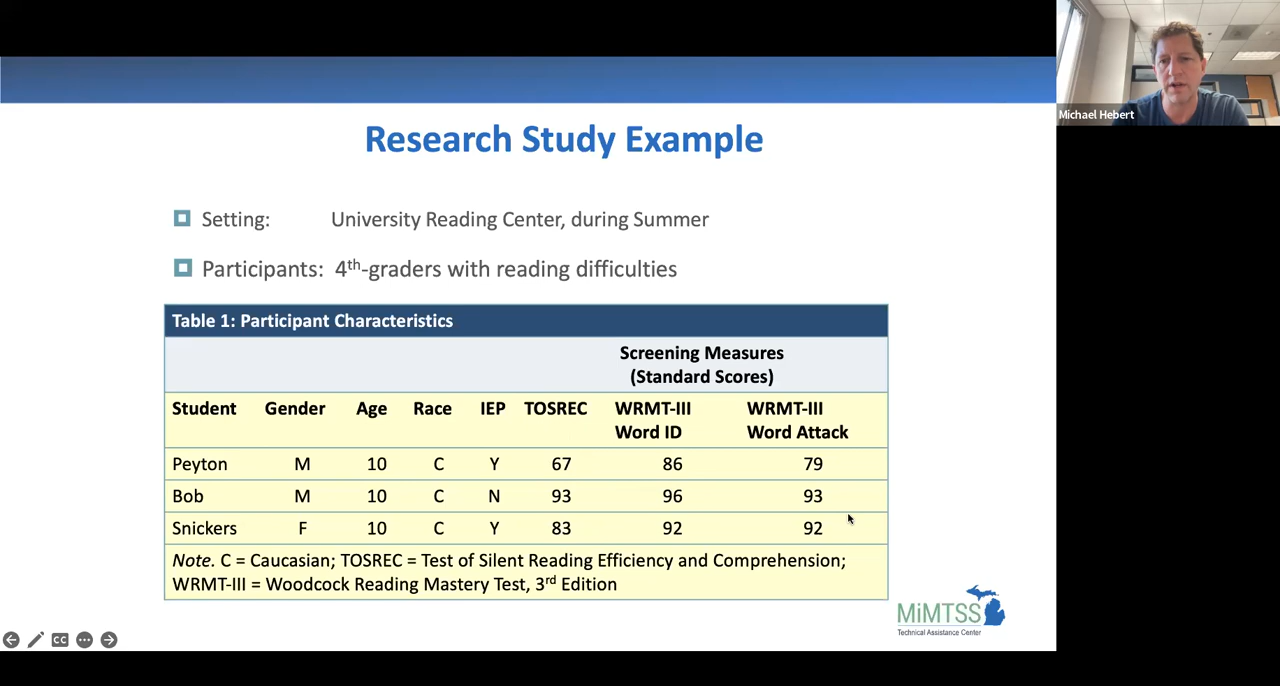 Michael Hebert
Research Study Example
Setting: University Reading Center, during Summer
Participants: 4th-graders with reading difficulties
Table 1: Participant Characteristics
Screening Measures
(Standard Scores)
Student Gender Age Race IEP TOSREC WRMT-III WRMT-III
Word ID Word Attack
Peyton M 10 C Y 67 86 79
Bob M 10 C N 93 96 93
Snickers F 10 C Y 83 92 92
Note. C = Caucasian; TOSREC = Test of Silent Reading Efficiency and Comprehension;
WRMT-III = Woodcock Reading Mastery Test, 3rd Edition
MiMTSS
Technical Assistance Center
CC